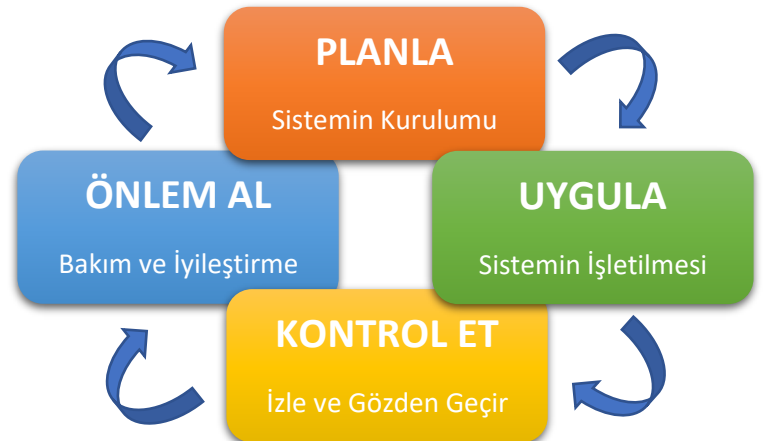 PLANLA
Sistemin Kurulumu
ÖNLEM AL
Bakım ve İyileştirme
UYGULA
Sistemin İşletilmesi
KONTROL ET
İzle ve Gözden Geçir